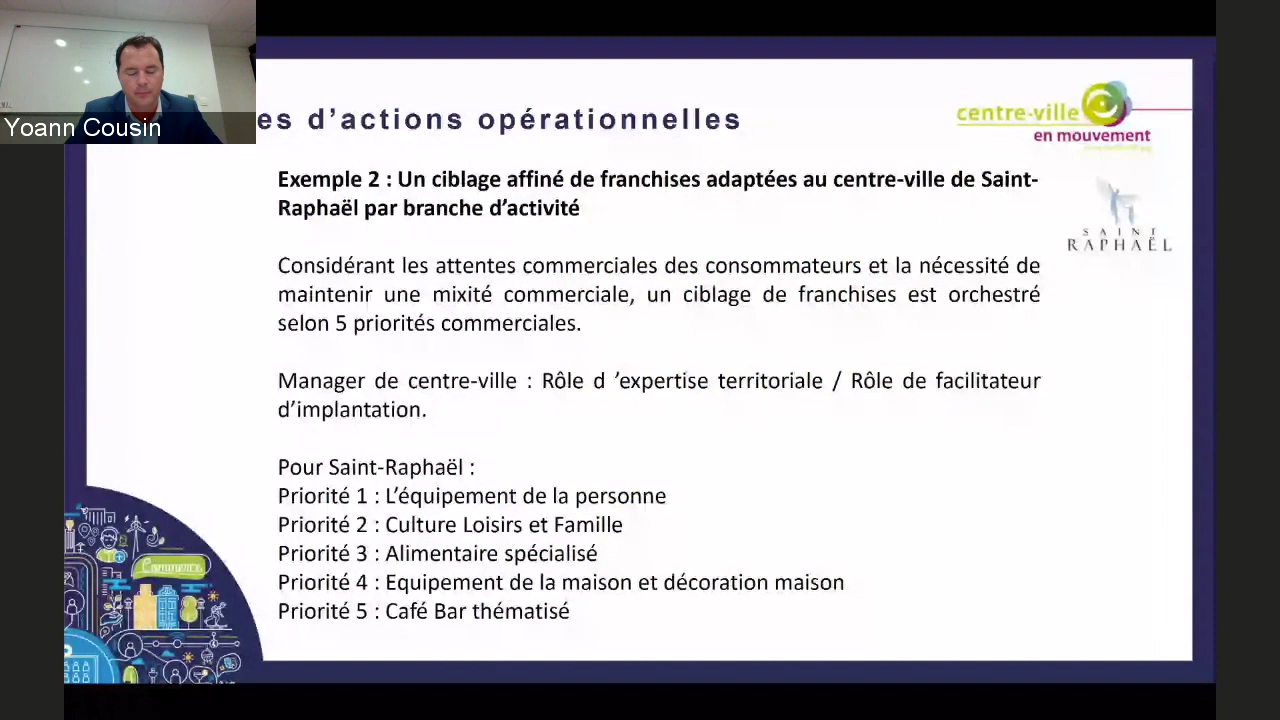 Yoann Cousin
es d’actions opérationnelles
centre-ville
en mouvement
SAINT
RAPHAËL
Exemple 2 : Un ciblage affiné de franchises adaptées au centre-ville de Saint-
Raphaël par branche d’activité
Considérant les attentes commerciales des consommateurs et la nécessité de
maintenir une mixité commerciale, un ciblage de franchises est orchestré
selon 5 priorités commerciales.
Manager de centre-ville : Rôle d ’expertise territoriale / Rôle de facilitateur
d’implantation.
Pour Saint-Raphaël :
Priorité 1 : L’équipement de la personne
Priorité 2 : Culture Loisirs et Famille
Priorité 3 : Alimentaire spécialisé
Priorité 4 : Equipement de la maison et décoration maison
Priorité 5 : Café Bar thématisé
Commerce